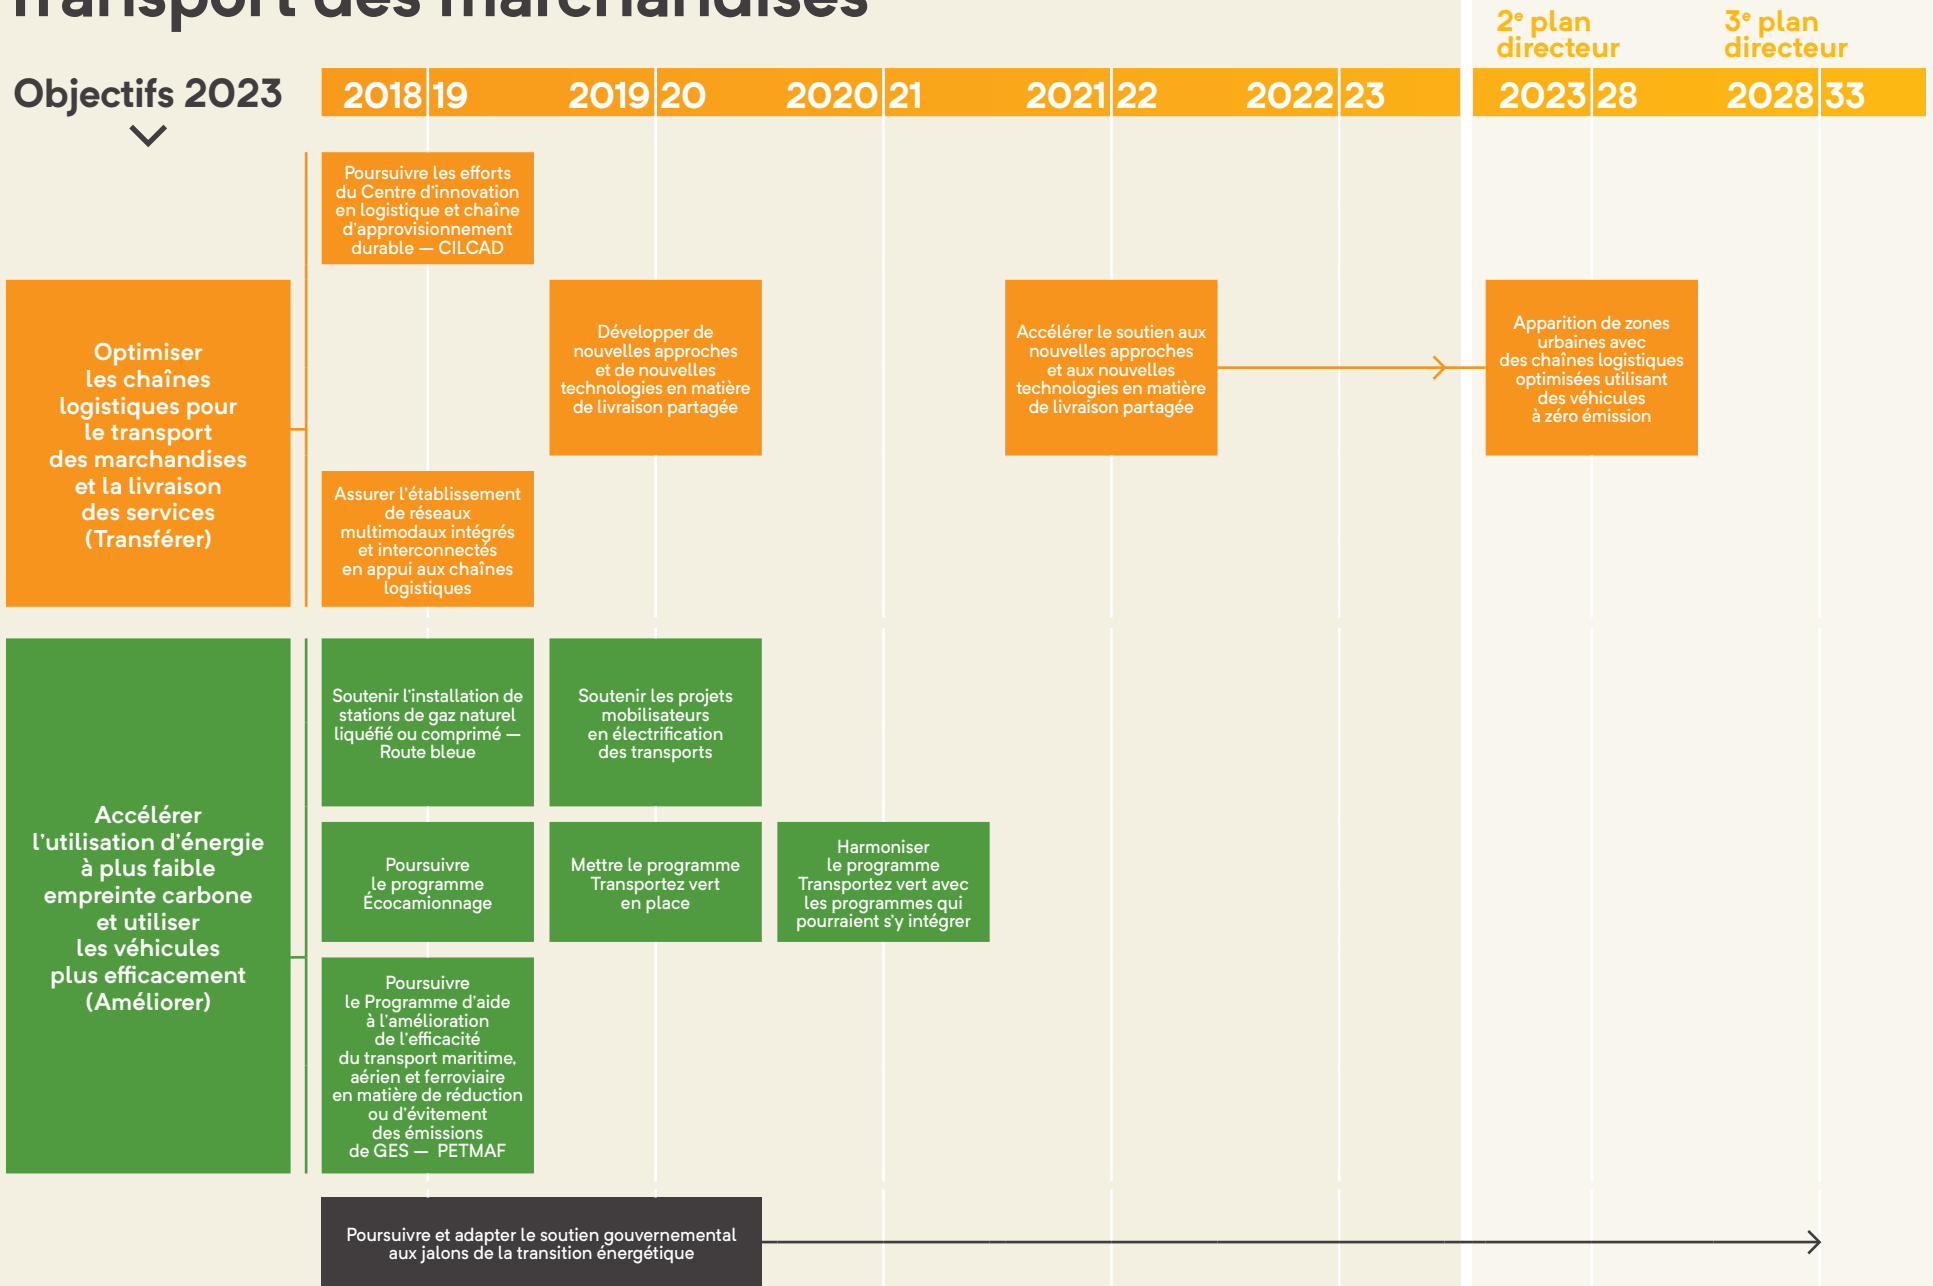 Transport des marchandises
2e plan
directeur
3e plan
directeur
Objectifs 2023
2018|19
2019|20
2020|21
2021|22
2022|23
2023|28
2028|33
Poursuivre les efforts
du Centre d'innovation
en logistique et chaîne
d'approvisionnement
durable — CILCAD
Optimiser
les chaînes
logistiques pour
le transport
des marchandises
et la livraison
des services
(Transférer)
Développer de
nouvelles approches
et de nouvelles
technologies en matière
de livraison partagée
Accélérer le soutien aux
nouvelles approches
et aux nouvelles
technologies en matière
de livraison partagée
Apparition de zones
urbaines avec
des chaînes logistiques
optimisées utilisant
des véhicules
à zéro émission
Assurer l'établissement
de réseaux
multimodaux intégrés
et interconnectés
en appui aux chaînes
logistiques
Accélérer
l'utilisation d'énergie
à plus faible
empreinte carbone
et utiliser
les véhicules
plus efficacement
(Améliorer)
Soutenir l'installation de
stations de gaz naturel
liquéfié ou comprimé —
Route bleue
Soutenir les projets
mobilisateurs
en électrification
des transports
Poursuivre
le programme
Écocamionnage
Mettre le programme
Transportez vert
en place
Harmoniser
le programme
Transportez vert avec
les programmes qui
pourraient s'y intégrer
Poursuivre
le Programme d'aide
à l'amélioration
de l'efficacité
du transport maritime,
aérien et ferroviaire
en matière de réduction
ou d'évitement
des émissions
de GES — PETMAF
Poursuivre et adapter le soutien gouvernemental
aux jalons de la transition énergétique